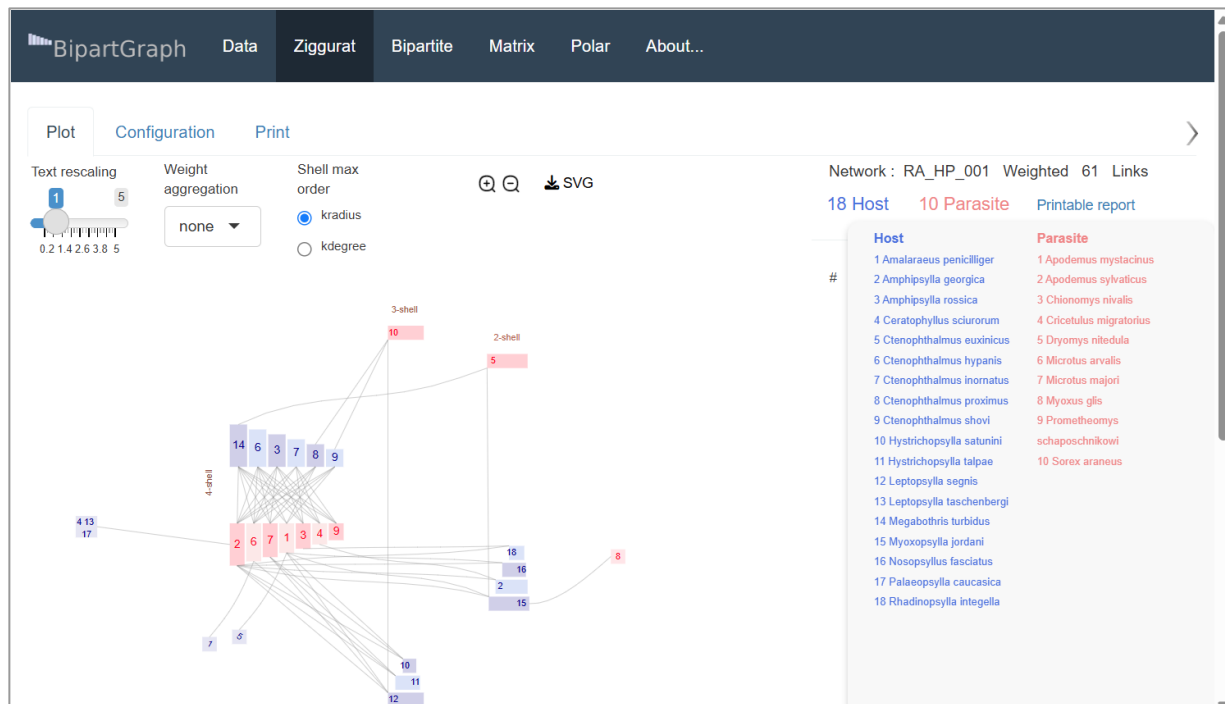 BipartGraph Data Ziggurat Bipartite Matrix Polar About...
Plot Configuration Print
Text rescaling
1 5
0.2 1.4 2.6 3.8 5
Weight
aggregation
none
Shell max
order
kradius
kdegree
SVG
Network : RA_HP_001 Weighted 61 Links
18 Host 10 Parasite Printable report
#
Host
1 Amalaraeus penicilliger
2 Amphipsylla georgica
3 Amphipsylla rossica
4 Ceratophyllus sciurorum
5 Ctenophthalmus euxinicus
6 Ctenophthalmus hypanis
7 Ctenophthalmus inornatus
8 Ctenophthalmus proximus
9 Ctenophthalmus shovi
10 Hystrichopsylla satunini
11 Hystrichopsylla talpae
12 Leptopsylla segnis
13 Leptopsylla taschenbergi
14 Megabothris turbidus
15 Myoxopsylla jordani
16 Nosopsyllus fasciatus
17 Palaeopsylla caucasica
18 Rhadinopsylla integella
Parasite
1 Apodemus mystacinus
2 Apodemus sylvaticus
3 Chionomys nivalis
4 Cricetulus migratorius
5 Dryomys nitedula
6 Microtus arvalis
7 Microtus majori
8 Myoxus glis
9 Prometheomys
schaposchnikowi
10 Sorex araneus
3-shell
10
2-shell
5
14 6 3 7 8 9
4-shell
4 13
17
2 6 7 1 3 4 9
18
16
2
15
8
1 5
10
11
12